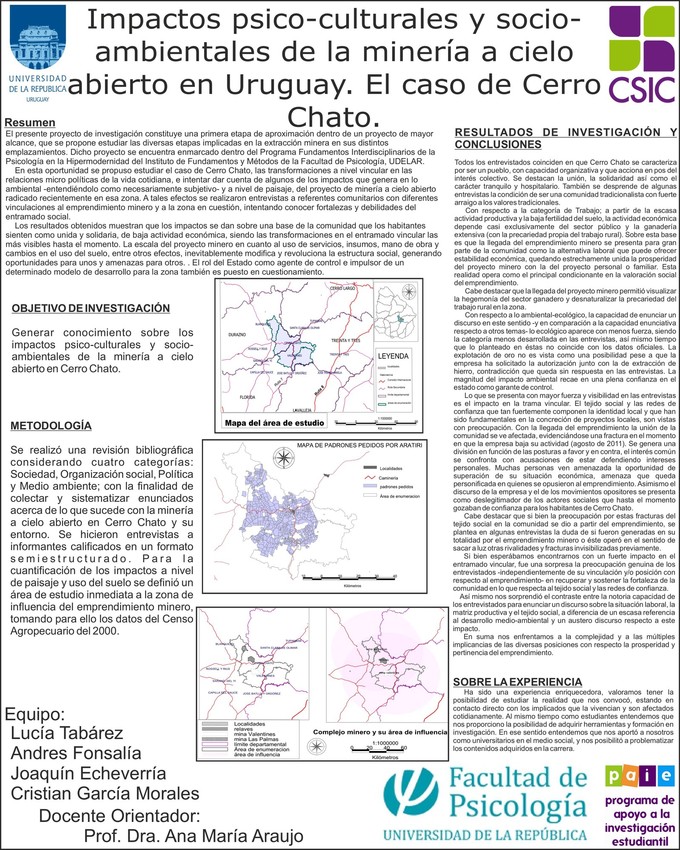 Impactos psico-culturales y socio-
ambientales de la minería a cielo
abierto en Uruguay. El caso de Cerro
Chato.
UNIVERSIDAD
DE LA REPUBLICA
URUGUAY
CSIC
Resumen
El presente proyecto de investigación constituye una primera etapa de aproximación dentro de un proyecto de mayor
alcance, que se propone estudiar las diversas etapas implicadas en la extracción minera en sus distintos
emplazamientos. Dicho proyecto se encuentra enmarcado dentro del Programa Fundamentos Interdisciplinarios de la
Psicología en la Hipermodernidad del Instituto de Fundamentos y Métodos de la Facultad de Psicología, UDELAR.
En esta oportunidad se propuso estudiar el caso de Cerro Chato, las transformaciones a nivel vincular en las
relaciones micro políticas de la vida cotidiana, e intentar dar cuenta de algunos de los impactos que genera en lo
ambiental -entendiéndolo como necesariamente subjetivo- y a nivel de paisaje, del proyecto de minería a cielo abierto
radicado recientemente en esa zona. A tales efectos se realizaron entrevistas a referentes comunitarios con diferentes
vinculaciones al emprendimiento minero y a la zona en cuestión, intentando conocer fortalezas y debilidades del
entramado social.
Los resultados obtenidos muestran que los impactos se dan sobre una base de la comunidad que los habitantes
sienten como unida y solidaria, de baja actividad económica, siendo las transformaciones en el entramado vincular las
más visibles hasta el momento. La escala del proyecto minero en cuanto al uso de servicios, insumos, mano de obra y
cambios en el uso del suelo, entre otros efectos, inevitablemente modifica y revoluciona la estructura social, generando
oportunidades para unos y amenazas para otros. . El rol del Estado como agente de control e impulsor de un
determinado modelo de desarrollo para la zona también es puesto en cuestionamiento.
OBJETIVO DE INVESTIGACIÓN
Generar conocimiento sobre los
impactos psico-culturales y socio-
ambientales de la minería a cielo
abierto en Cerro Chato.
METODOLOGÍA
Se realizó una revisión bibliográfica
considerando cuatro categorías:
Sociedad, Organización social, Política
y Medio ambiente; con la finalidad de
colectar y sistematizar enunciados
acerca de lo que sucede con la minería
a cielo abierto en Cerro Chato y su
entorno. Se hicieron entrevistas a
informantes calificados en un formato
semiestructurado. Para la
cuantificación de los impactos a nivel
de paisaje y uso del suelo se definió un
área de estudio inmediata a la zona de
influencia del emprendimiento minero,
tomando para ello los datos del Censo
Agropecuario del 2000.
CERRO LARGO
DURAZNO
TREINTA Y TRES
FLORIDA
LAVALLEJA
LEYENDA
1:1000000
Kilómetros
Mapa del área de estudio
MAPA DE PADRONES PEDIDOS POR ARATIRI
Localidades
Caminería
padrones pedidos
Área de enumeracion
Kilómetros
Localidades
relaves
mina Valentines
mina Las Palmas
limite departamental
Área de enumeracion
área de influencia
Complejo minero y su área de influencia
1:1000000
0 20 40 60
Kilómetros
Equipo:
Lucía Tabárez
Andres Fonsalía
Joaquín Echeverría
Cristian García Morales
Docente Orientador:
Prof. Dra. Ana María Araujo
RESULTADOS DE INVESTIGACIÓN Y
CONCLUSIONES
Todos los entrevistados coinciden en que Cerro Chato se caracteriza
por ser un pueblo, con capacidad organizativa y que acciona en pos del
interés colectivo. Se destacan la unión, la solidaridad así como el
carácter tranquilo y hospitalario. También se desprende de algunas
entrevistas la condición de ser una comunidad tradicionalista con fuerte
arraigo a los valores tradicionales.
Con respecto a la categoría de Trabajo; a partir de la escasa
actividad productiva y la baja fertilidad del suelo, la actividad económica
depende casi exclusivamente del sector público y la ganadería
extensiva (con la precariedad propia del trabajo rural). Sobre esta base
es que la llegada del emprendimiento minero se presenta para gran
parte de la comunidad como la alternativa laboral que puede ofrecer
estabilidad económica, quedando estrechamente unida la prosperidad
del proyecto minero con la del proyecto personal o familiar. Esta
realidad opera como el principal condicionante en la valoración social
del emprendimiento.
Cabe destacar que la llegada del proyecto minero permitió visualizar
la hegemonía del sector ganadero y desnaturalizar la precariedad del
trabajo rural en la zona.
Con respecto a lo ambiental-ecológico, la capacidad de enunciar un
discurso en este sentido -y en comparación a la capacidad enunciativa
respecto a otros temas- lo ecológico aparece con menos fuerza, siendo
la categoría menos desarrollada en las entrevistas, así mismo tiempo
que lo planteado en éstas no coincide con los datos oficiales. La
explotación de oro no es vista como una posibilidad pese a que la
empresa ha solicitado la autorización junto con la de extracción de
hierro, contradicción que queda sin respuesta en las entrevistas. La
magnitud del impacto ambiental recae en una plena confianza en el
estado como garante de control.
Lo que se presenta con mayor fuerza y visibilidad en las entrevistas
es el impacto en la trama vincular. El tejido social y las redes de
confianza que tan fuertemente componen la identidad local y que han
sido fundamentales en la concreción de proyectos locales, son vistas
con preocupación. Con la llegada del emprendimiento la unión de la
comunidad se ve afectada, evidenciándose una fractura en el momento
en que la empresa baja su actividad (agosto de 2011). Se genera una
división en función de las posturas a favor y en contra, el interés común
se confronta con acusaciones de estar defendiendo intereses
personales. Muchas personas ven amenazada la oportunidad de
superación de su situación económica, amenaza que queda
personificada en quienes se opusieron al emprendimiento. Asimismo el
discurso de la empresa y el de los movimientos opositores se presenta
como deslegitimador de los actores sociales que hasta el momento
gozaban de confianza para los habitantes de Cerro Chato.
Cabe destacar que si bien la preocupación por estas fracturas del
tejido social en la comunidad se dio a partir del emprendimiento, se
plantea en algunas entrevistas la duda de si fueron generadas en su
totalidad por el emprendimiento minero o éste operó en el sentido de
sacar a luz otras rivalidades y fracturas invisibilizadas previamente.
Si bien esperábamos encontrarnos con un fuerte impacto en el
entramado vincular, fue una sorpresa la preocupación genuina de los
entrevistados -independientemente de su vinculación y/o posición con
respecto al emprendimiento- en recuperar y sostener la fortaleza de la
comunidad en lo que respecta al tejido social y las redes de confianza.
Así mismo nos sorprendió el contraste entre la notoria capacidad de
los entrevistados para enunciar un discurso sobre la situación laboral, la
matriz productiva y el tejido social, a diferencia de un escasa referencia
al desarrollo medio-ambiental y un austero discurso respecto a este
impacto.
En suma nos enfrentamos a la complejidad y a las múltiples
implicancias de las diversas posiciones con respecto la prosperidad y
pertinencia del emprendimiento.
SOBRE LA EXPERIENCIA
Ha sido una experiencia enriquecedora, valoramos tener la
posibilidad de estudiar la realidad que nos convocó, estando en
contacto directo con los implicados que la vivencian y son afectados
cotidianamente. Al mismo tiempo como estudiantes entendemos que
nos proporciono la posibilidad de adquirir herramientas y formación en
investigación. En ese sentido entendemos que nos aportó a nosotros
como universitarios en el medio social, y nos posibilitó a problematizar
los contenidos adquiridos en la carrera.
Facultad de
Psicología
UNIVERSIDAD DE LA REPÚBLICA
paie
programa de
apoyo a la
investigación
estudiantil